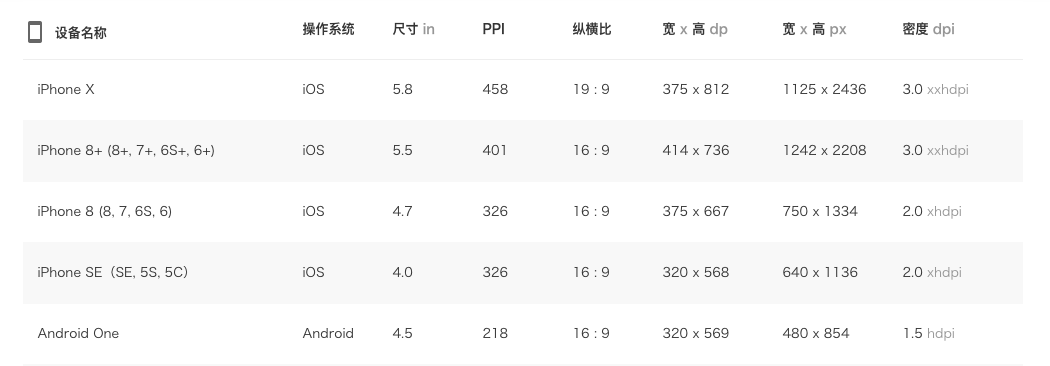 设备名称 操作系统 尺寸 in PPI 纵横比 宽 x 高 dp 宽 x 高 px 密度 dpi
iPhone X iOS 5.8 458 19 : 9 375 x 812 1125 x 2436 3.0 xxhdpi
iPhone 8+ (8+, 7+, 6S+, 6+) iOS 5.5 401 16 : 9 414 x 736 1242 x 2208 3.0 xxhdpi
iPhone 8 (8, 7, 6S, 6) iOS 4.7 326 16 : 9 375 x 667 750 x 1334 2.0 xhdpi
iPhone SE（SE, 5S, 5C） iOS 4.0 326 16 : 9 320 x 568 640 x 1136 2.0 xhdpi
Android One Android 4.5 218 16 : 9 320 x 569 480 x 854 1.5 hdpi